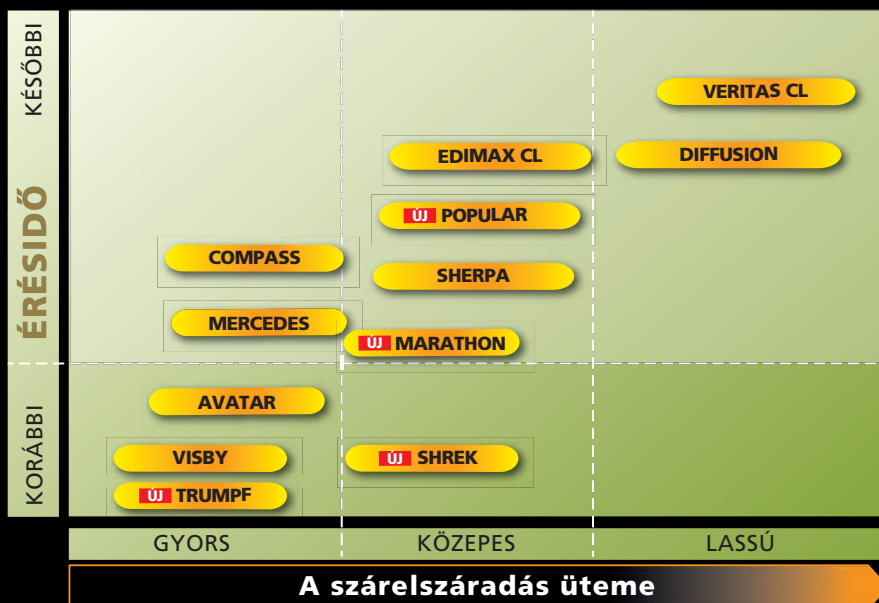 KÉSŐBBI
ÉRÉSIDŐ
KORÁBBI
VERITAS CL
EDIMAX CL
DIFFUSION
ÚJ POPULAR
COMPASS
SHERPA
MERCEDES
ÚJ MARATHON
AVATAR
VISBY
ÚJ SHREK
ÚJ TRUMPF
GYORS
KÖZEPES
LASSÚ
A szárelszáradás üteme